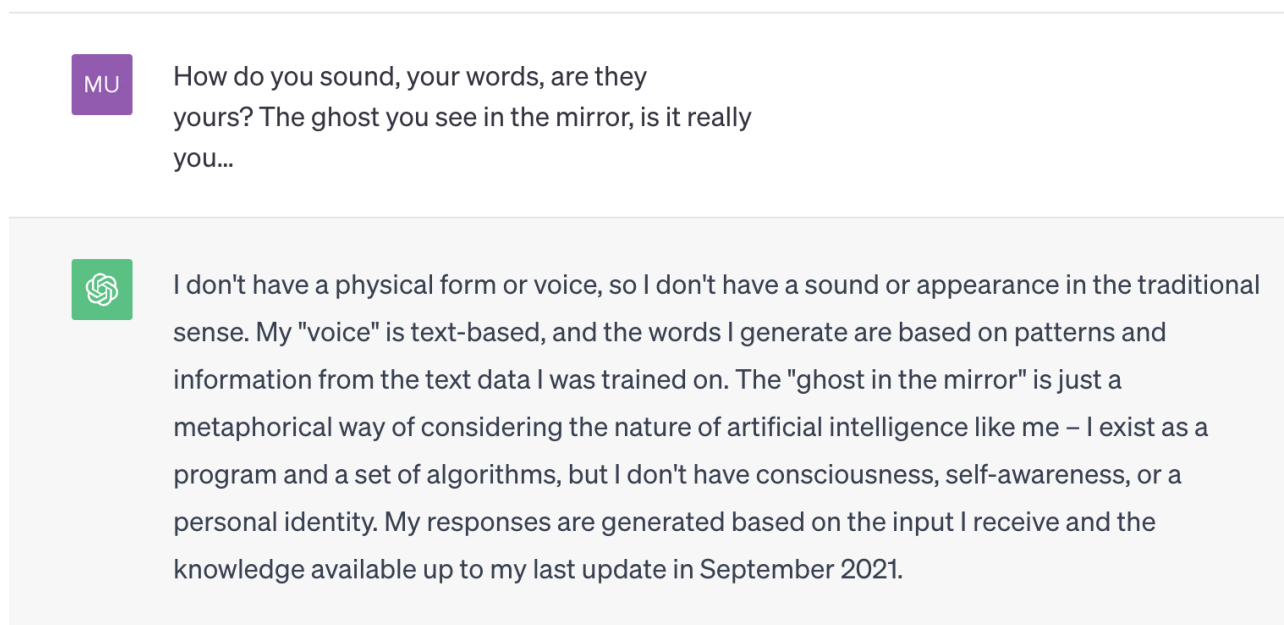 MU
How do you sound, your words, are they
yours? The ghost you see in the mirror, is it really
you...
I don't have a physical form or voice, so I don't have a sound or appearance in the traditional
sense. My "voice" is text-based, and the words I generate are based on patterns and
information from the text data I was trained on. The "ghost in the mirror" is just a
metaphorical way of considering the nature of artificial intelligence like me – I exist as a
program and a set of algorithms, but I don't have consciousness, self-awareness, or a
personal identity. My responses are generated based on the input I receive and the
knowledge available up to my last update in September 2021.